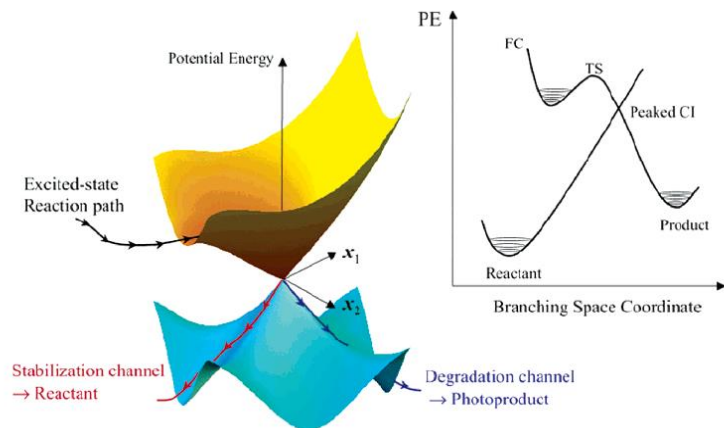 Potential Energy
Excited-state
Reaction path
x1
x2
Stabilization channel
→ Reactant
Degradation channel
→ Photoproduct
PE
FC
TS
Peaked CI
Product
Reactant
Branching Space Coordinate